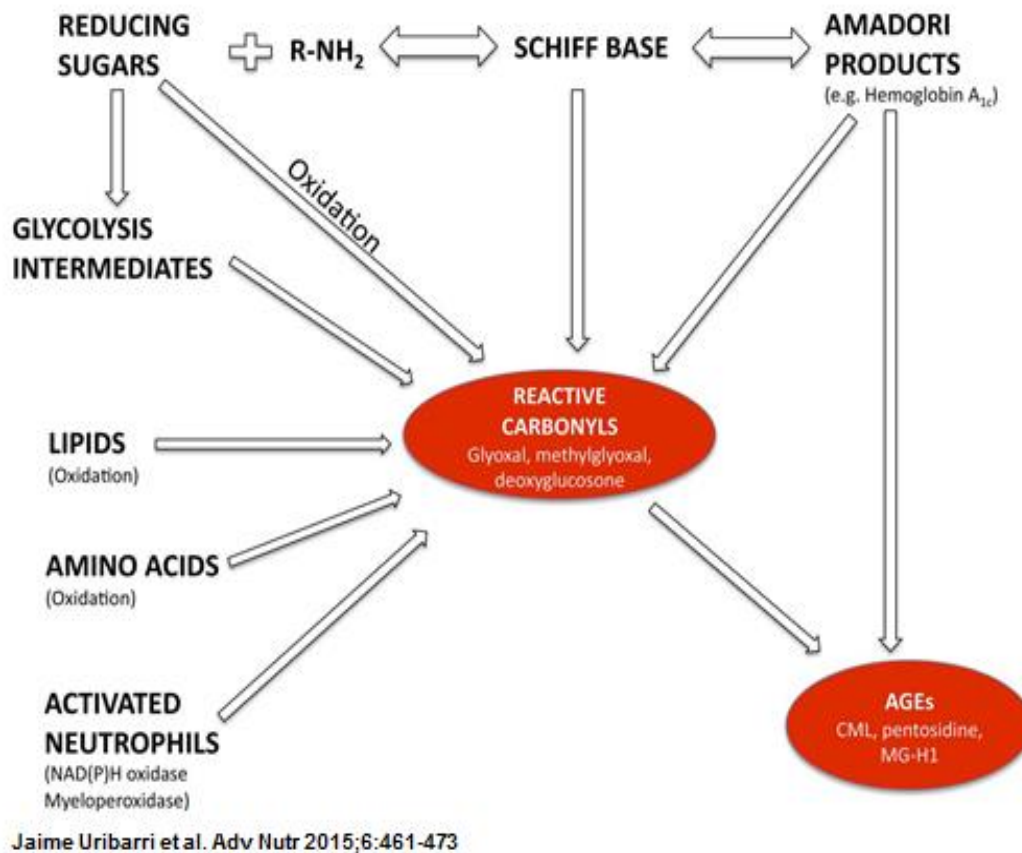 REDUCING
SUGARS
R-NH₂
SCHIFF BASE
AMADORI
PRODUCTS
(e.g. Hemoglobin A₁c)
Oxidation
GLYCOLYSIS
INTERMEDIATES
REACTIVE
CARBONYLS
Glyoxal, methylglyoxal,
deoxyglucosone
LIPIDS
(Oxidation)
AMINO ACIDS
(Oxidation)
ACTIVATED
NEUTROPHILS
(NAD(P)H oxidase
Myeloperoxidase)
AGEs
CML, pentosidine,
MG-H1
Jaime Uribarri et al. Adv Nutr 2015;6:461-473